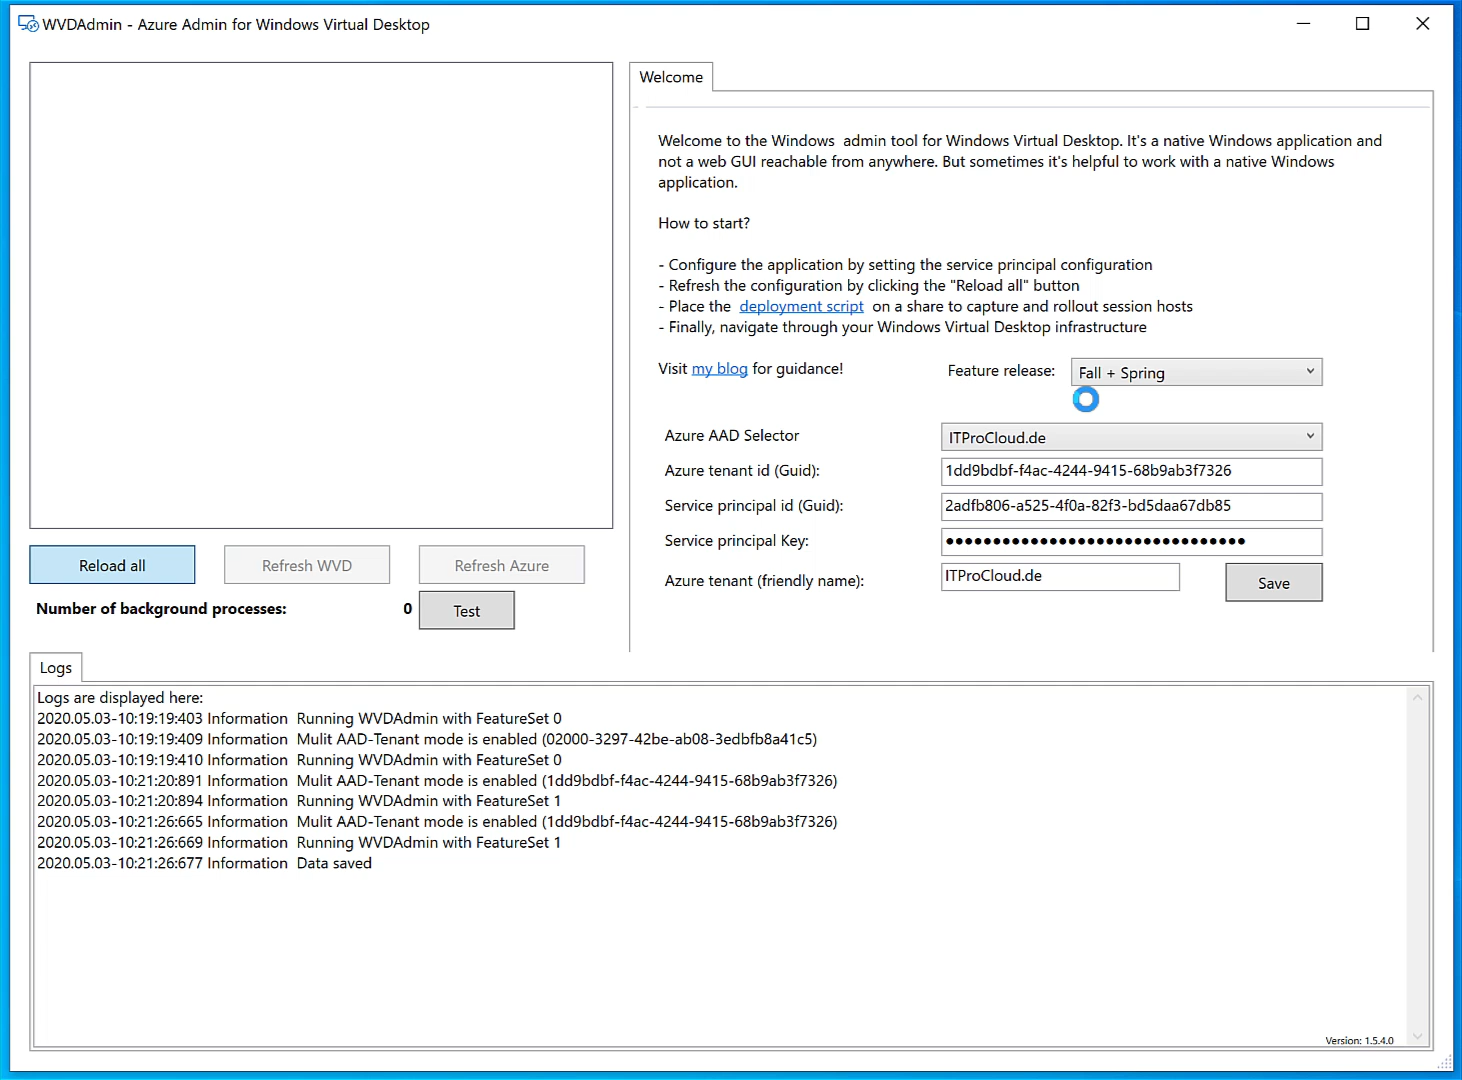 WVDAdmin - Azure Admin for Windows Virtual Desktop
Welcome
Welcome to the Windows  admin tool for Windows Virtual Desktop. It's a native Windows application and
not a web GUI reachable from anywhere. But sometimes it's helpful to work with a native Windows
application.
How to start?
- Configure the application by setting the service principal configuration
- Refresh the configuration by clicking the "Reload all" button
- Place the  deployment script  on a share to capture and rollout session hosts
- Finally, navigate through your Windows Virtual Desktop infrastructure
Visit my blog for guidance!
Feature release: Fall + Spring
Azure AAD Selector ITProCloud.de
Azure tenant id (Guid): 1dd9bdbf-f4ac-4244-9415-68b9ab3f7326
Service principal id (Guid): 2adfb806-a525-4f0a-82f3-bd5daa67db85
Service principal Key: ●●●●●●●●●●●●●●●●●●●●●●●●●●●●●●●●
Azure tenant (friendly name): ITProCloud.de Save
Reload all Refresh WVD Refresh Azure
Number of background processes: 0 Test
Logs
Logs are displayed here:
2020.05.03-10:19:19:403 Information  Running WVDAdmin with FeatureSet 0
2020.05.03-10:19:19:409 Information  Mulit AAD-Tenant mode is enabled (02000-3297-42be-ab08-3edbfb8a41c5)
2020.05.03-10:19:19:410 Information  Running WVDAdmin with FeatureSet 0
2020.05.03-10:21:20:891 Information  Mulit AAD-Tenant mode is enabled (1dd9bdbf-f4ac-4244-9415-68b9ab3f7326)
2020.05.03-10:21:20:894 Information  Running WVDAdmin with FeatureSet 1
2020.05.03-10:21:26:665 Information  Mulit AAD-Tenant mode is enabled (1dd9bdbf-f4ac-4244-9415-68b9ab3f7326)
2020.05.03-10:21:26:669 Information  Running WVDAdmin with FeatureSet 1
2020.05.03-10:21:26:677 Information  Data saved
Version: 1.5.4.0